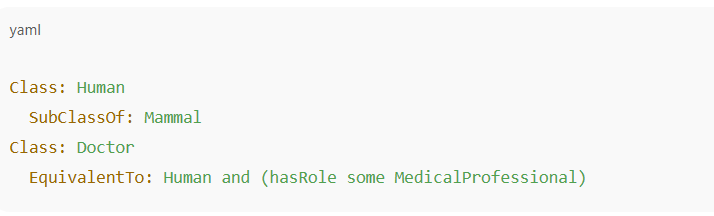 yaml
Class: Human
SubClassOf: Mammal
Class: Doctor
EquivalentTo: Human and (hasRole some MedicalProfessional)